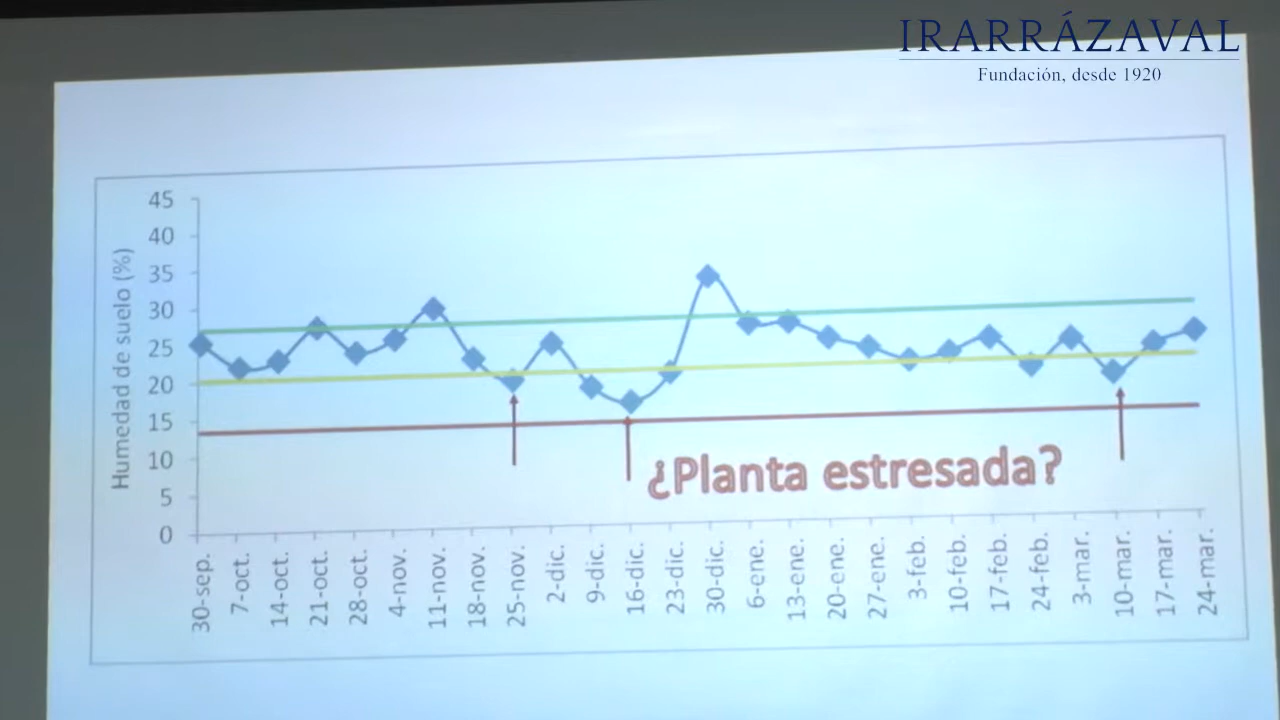 IRARRÁZAVAL
Fundación, desde 1920
Humedad de suelo (%)
45
40
35
30
25
20
15
10
5
0
¿Planta estresada?
30-sep.
7-oct.
14-oct.
21-oct.
28-oct.
4-nov.
11-nov.
18-nov.
25-nov.
2-dic.
9-dic.
16-dic.
23-dic.
30-dic.
6-ene.
13-ene.
20-ene.
27-ene.
3-feb.
10-feb.
17-feb.
24-feb.
3-mar.
10-mar.
17-mar.
24-mar.